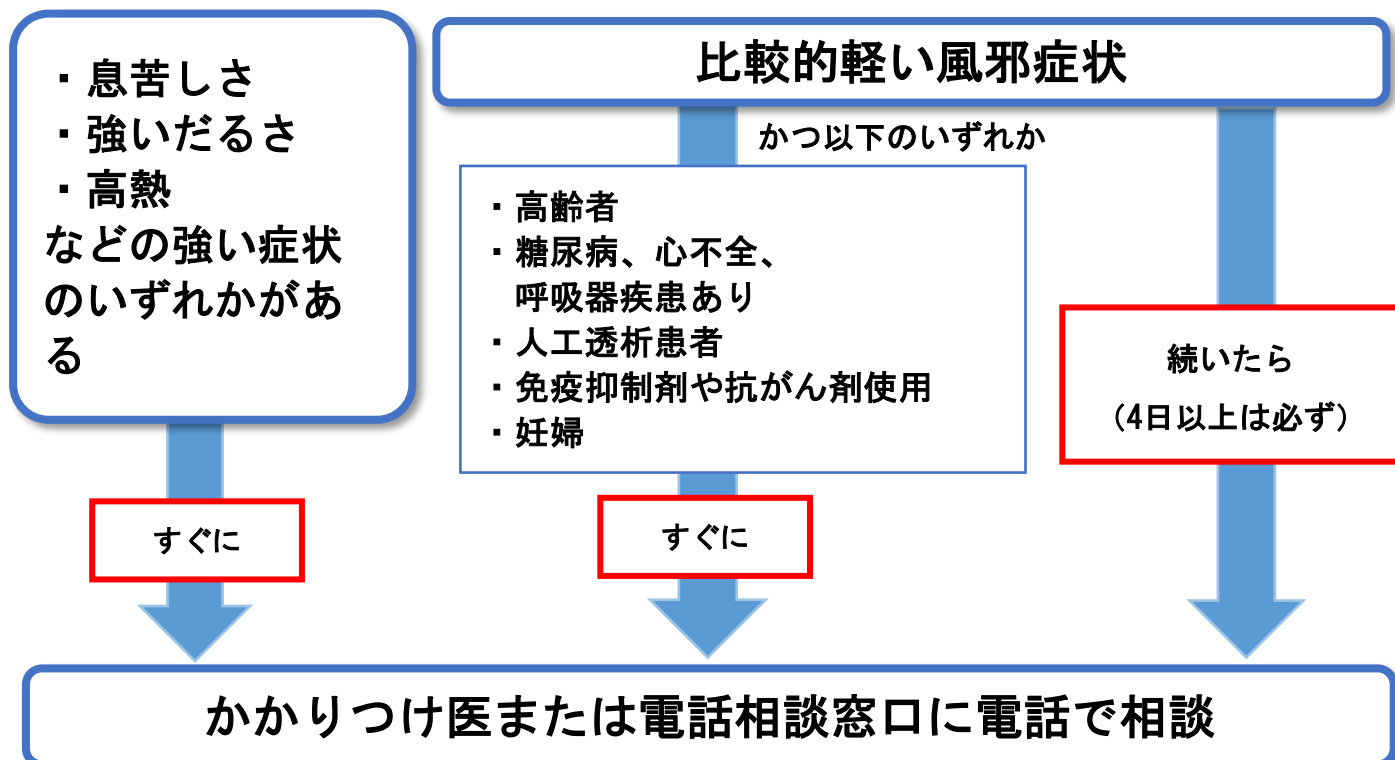 ・息苦しさ
・強いだるさ
・高熱
などの強い症状
のいずれかがあ
る
すぐに
比較的軽い風邪症状
かつ以下のいずれか
・高齢者
・糖尿病、心不全、
呼吸器疾患あり
・人工透析患者
・免疫抑制剤や抗がん剤使用
・妊婦
すぐに
続いたら
（4日以上は必ず）
かかりつけ医または電話相談窓口に電話で相談